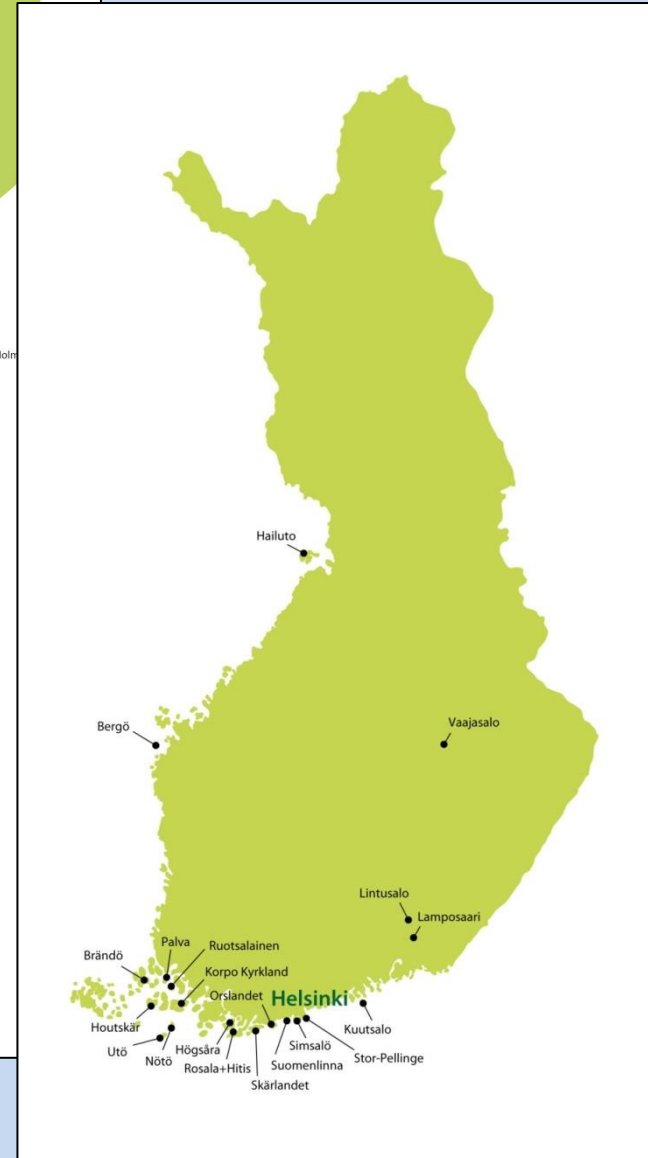 Holm
Hailuto
Bergö
Vaajasalo
Lintusalo
Lamposaari
Palva
Ruotsalainen
Brändö
Korpo Kyrkland
Orslandet
Helsinki
Houtskär
Kuutsalo
Utö
Nötö
Högsåra
Simsalö
Stor-Pellinge
Suomenlinna
Rosala+Hitis
Skärlandet